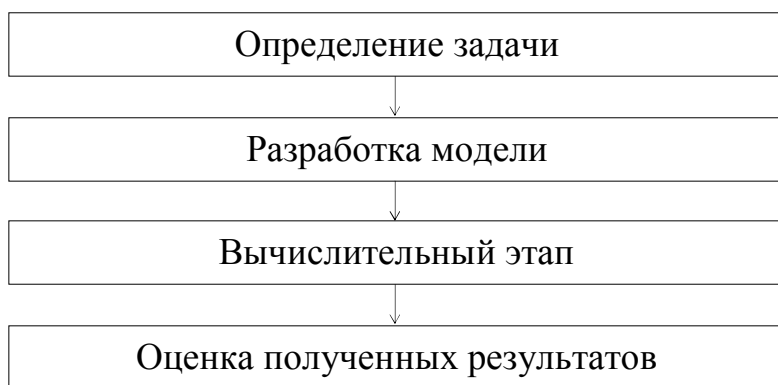 Определение задачи
Разработка модели
Вычислительный этап
Оценка полученных результатов